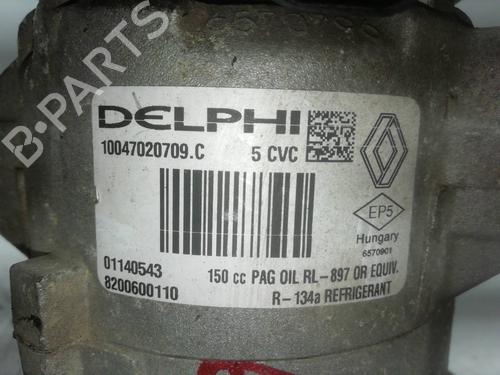 B-PARTS
DELPHI
10047020709.C 5 CVC
EP5
Hungary
6570901
01140543 150 cc PAG OIL RL-897 OR EQUIV.
8200600110 R-134a REFRIGERANT